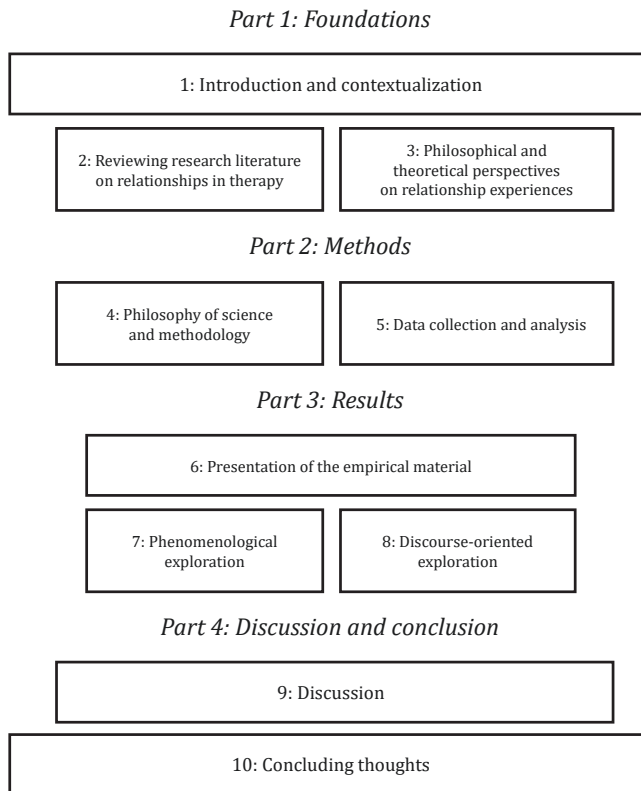 Part 1: Foundations
1: Introduction and contextualization
2: Reviewing research literature
on relationships in therapy
3: Philosophical and
theoretical perspectives
on relationship experiences
Part 2: Methods
4: Philosophy of science
and methodology
5: Data collection and analysis
Part 3: Results
6: Presentation of the empirical material
7: Phenomenological
exploration
8: Discourse-oriented
exploration
Part 4: Discussion and conclusion
9: Discussion
10: Concluding thoughts